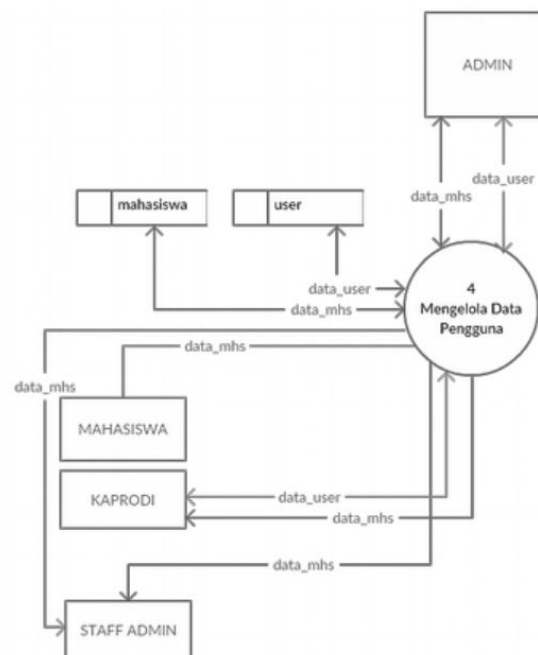 ADMIN
data_user
data_mhs
mahasiswa
user
4
Mengelola Data
Pengguna
data_user
data_mhs
data_mhs
data_mhs
MAHASISWA
KAPRODI
data_user
data_mhs
data_mhs
STAFF ADMIN